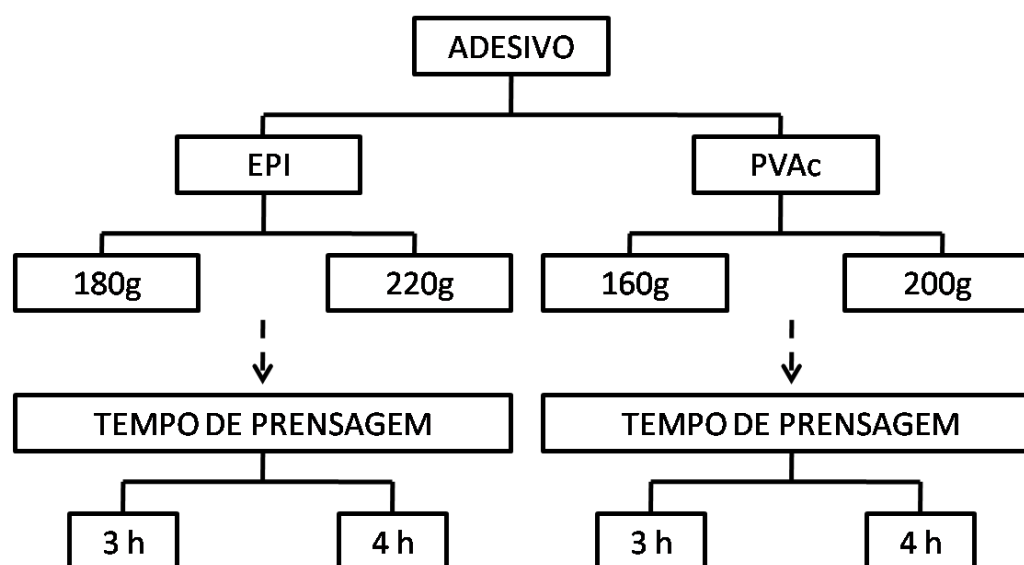 ADESIVO
EPI
PVAc
180g
220g
160g
200g
TEMPO DE PRENSAGEM
TEMPO DE PRENSAGEM
3 h
4 h
3 h
4 h